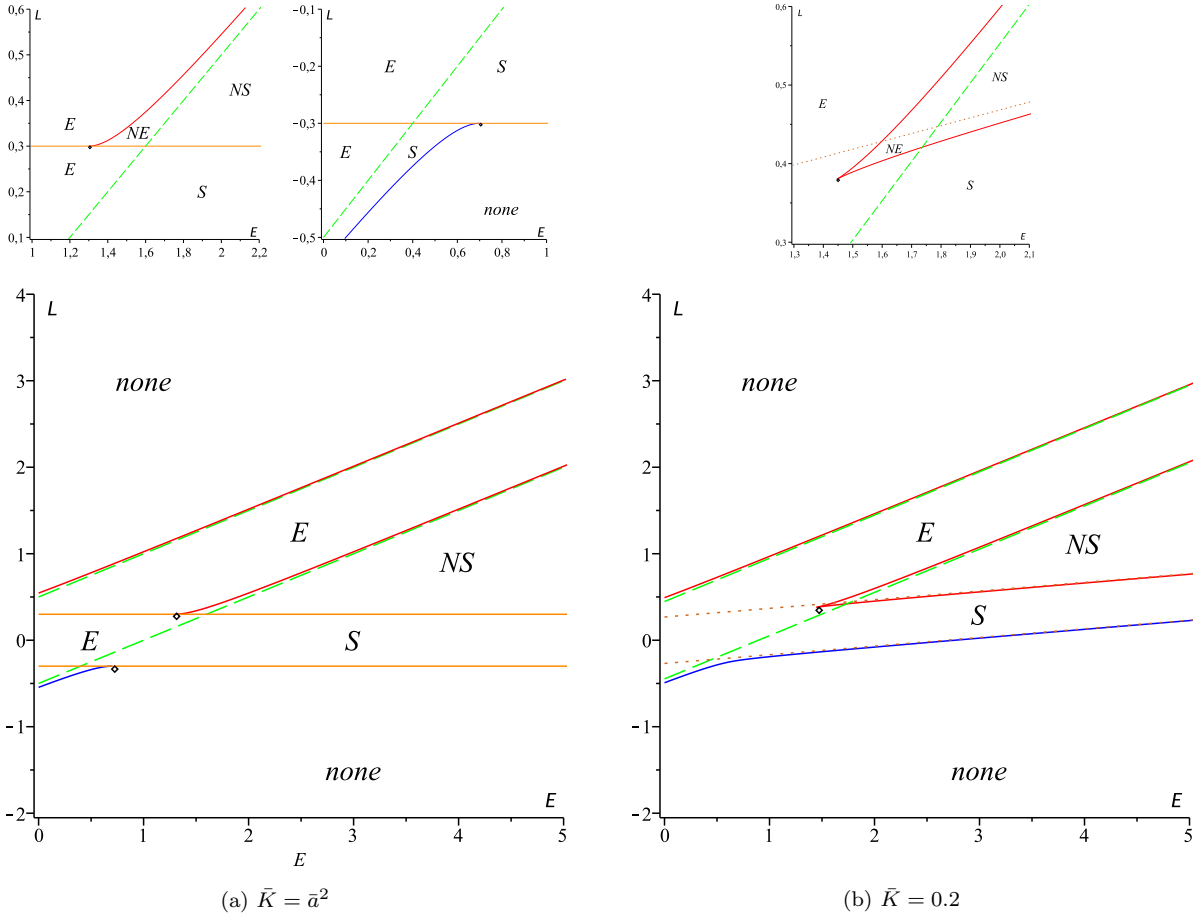 0,6
L
0,5
0,4
0,3
0,2
0,1
E
NE
NS
E
S
E
1
1,2
1,4
1,6
1,8
2
2,2
−0,1
L
−0,2
−0,3
−0,4
−0,5
E
S
E
S
none
E
0
0,2
0,4
0,6
0,8
1
0,6
L
0,5
0,4
0,3
NS
E
NE
S
E
1,3
1,4
1,5
1,6
1,7
1,8
1,9
2,0
2,1
4
L
3
2
1
0
−1
−2
none
E
NS
E
S
none
E
0
1
2
3
4
5
E
4
L
3
2
1
0
−1
−2
none
E
NS
S
none
E
0
1
2
3
4
5
(a) K̄ = ā²
(b) K̄ = 0.2